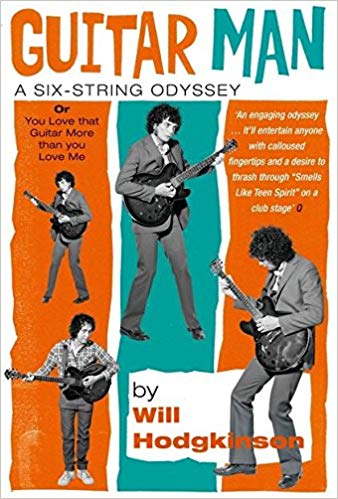 GUITAR MAN
A SIX-STRING ODYSSEY
Or
You Love that
Guitar More
than you
Love Me
'An engaging odyssey
... It'll entertain anyone
with calloused
fingertips and a desire to
thrash through "Smells
Like Teen Spirit" on a
club stage' Q
by
Will
Hodgkinson